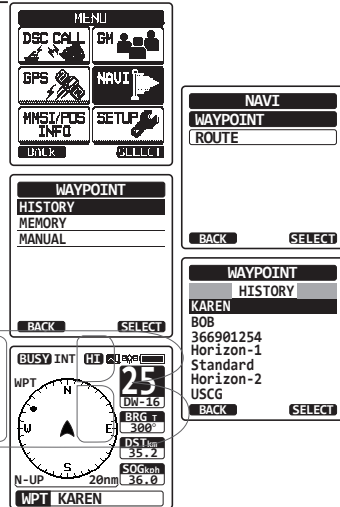 MENU
DSC CALL
GM
GPS
NAVI
MMSI/POS
INFO
SETUP
BACK
SELECT
NAVI
WAYPOINT
ROUTE
BACK
SELECT
WAYPOINT
HISTORY
MEMORY
MANUAL
BACK
SELECT
WAYPOINT
HISTORY
KAREN
BOB
366901254
Horizon-1
Standard
Horizon-2
USCG
BACK
SELECT
BUSY INT HI
WPT
25
DW-16
N
W
E
S
BRG T
300°
DST km
35.2
SOG kph
36.0
N-UP
20nm
WPT KAREN